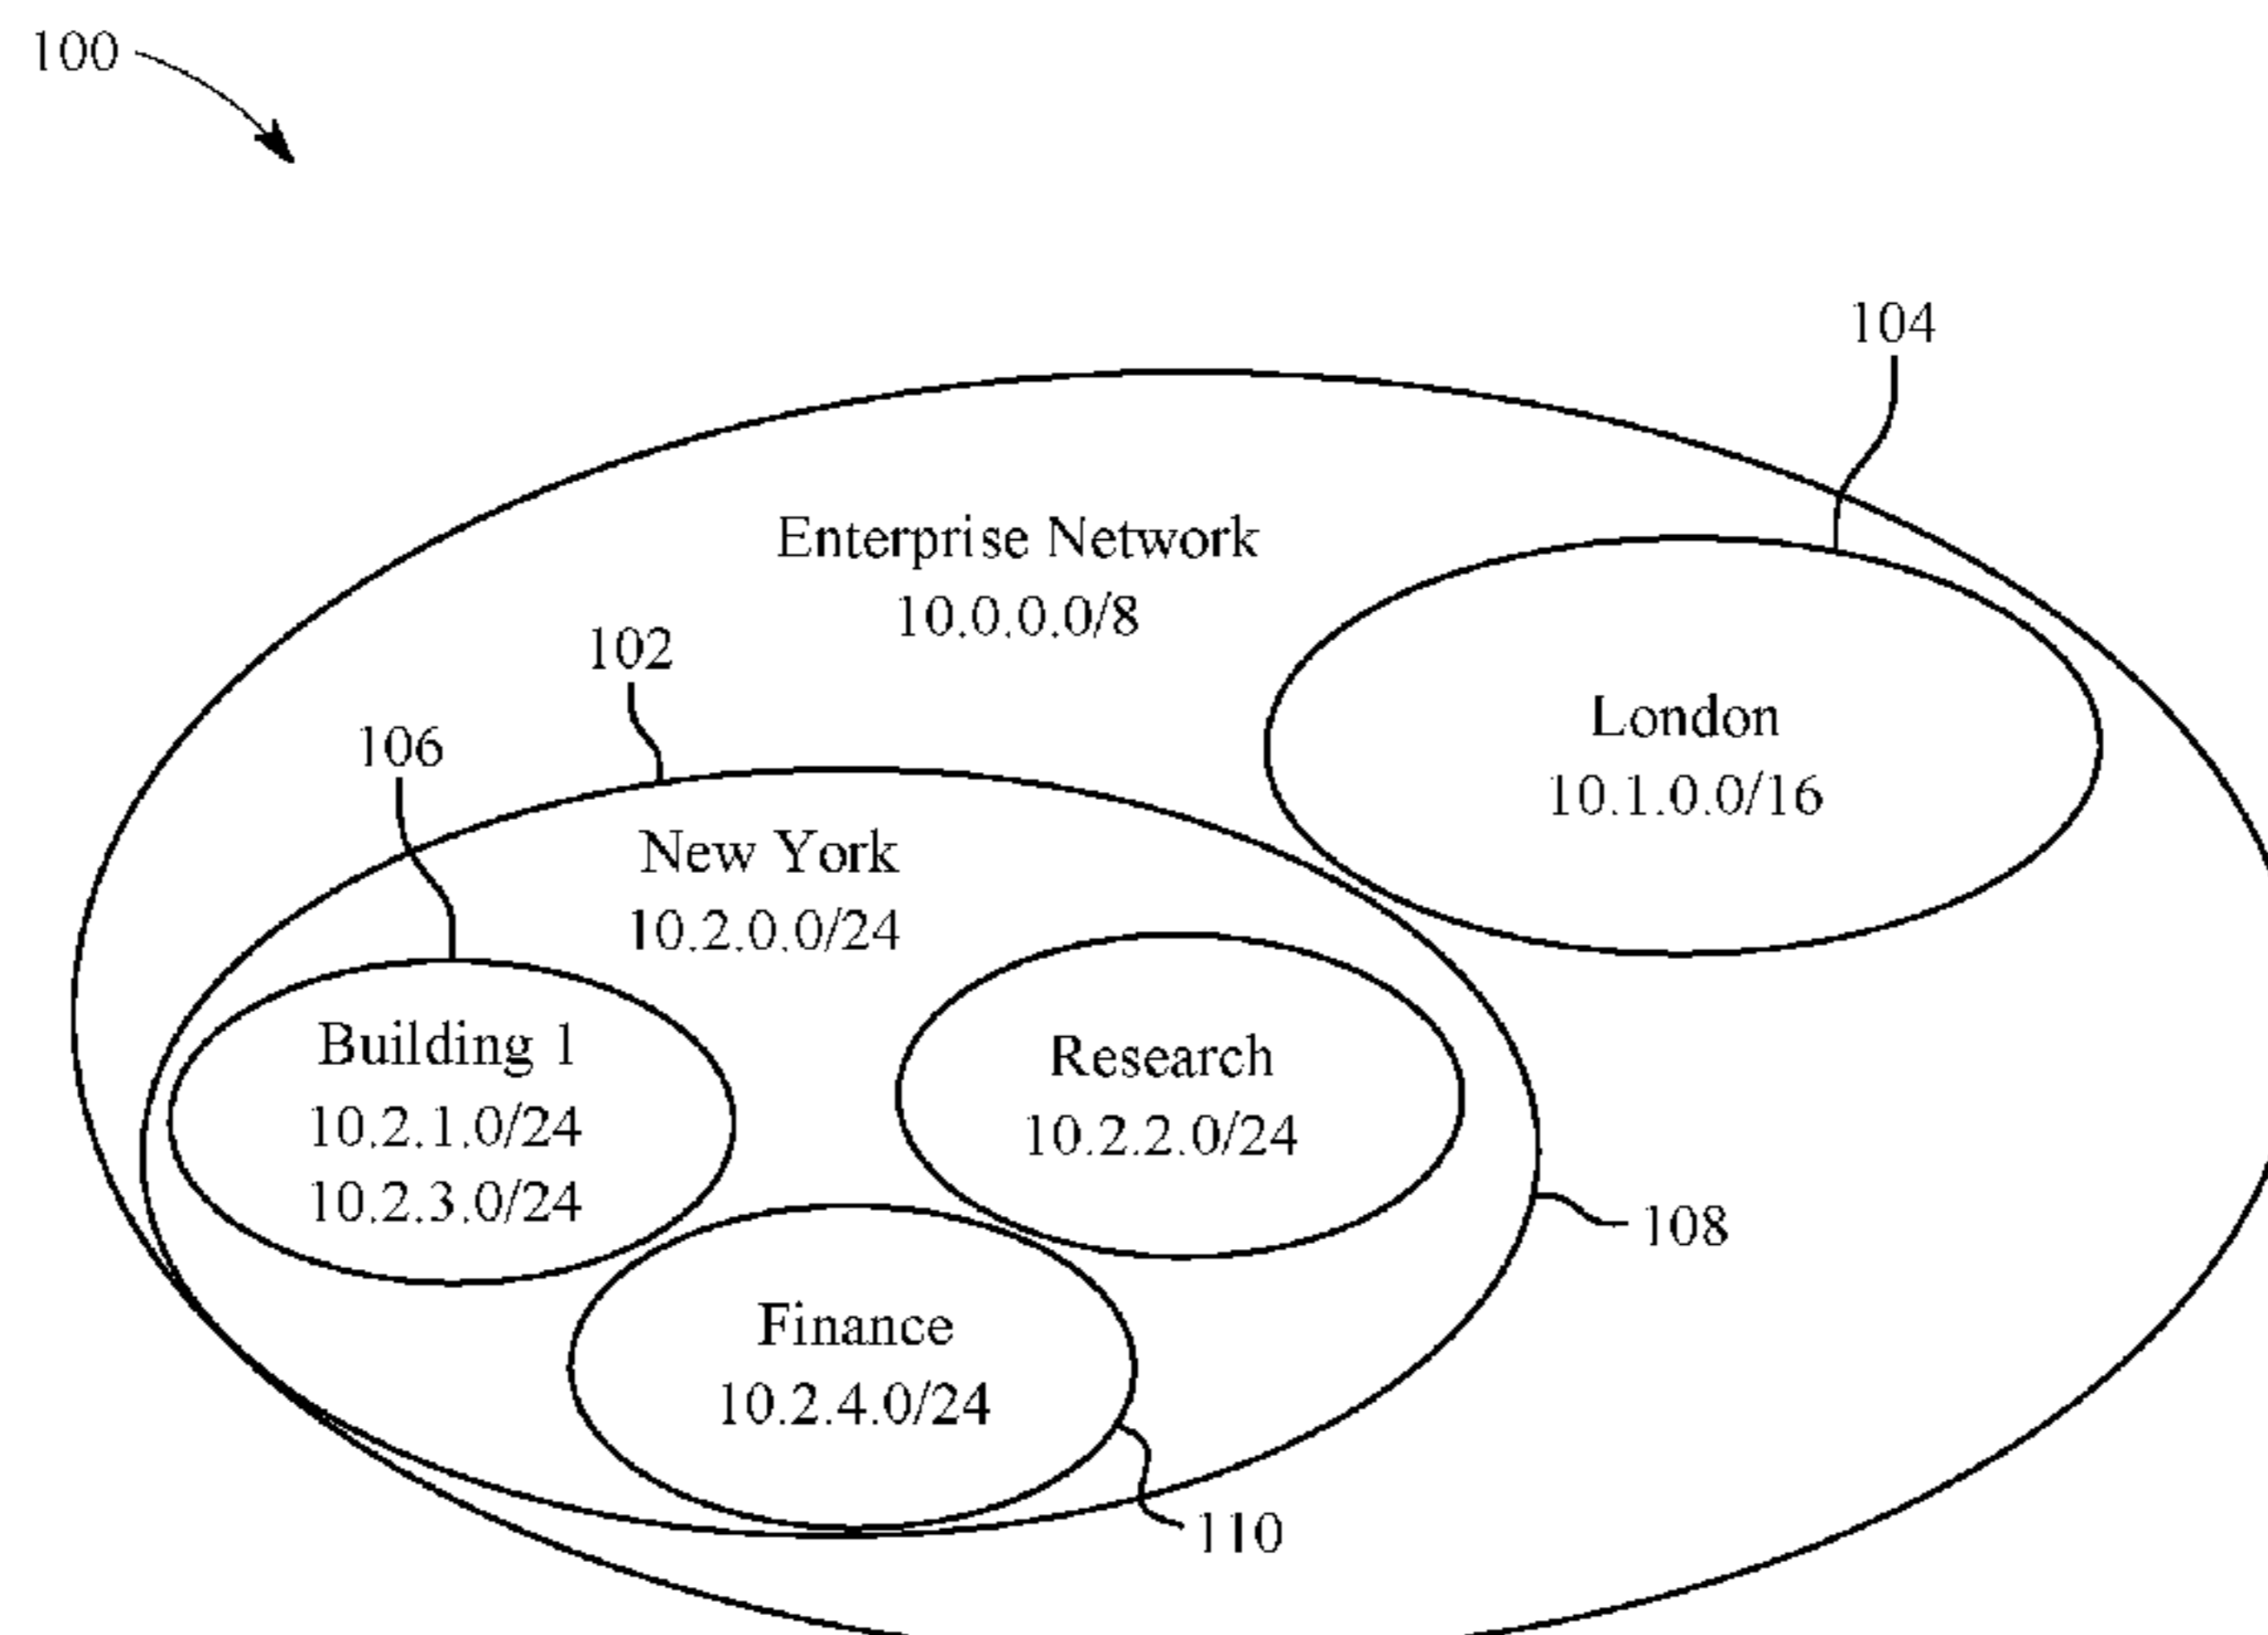 100
104
Enterprise Network
10.0.0.0/8
102
London
10.1.0.0/16
106
New York
10.2.0.0/24
Building 1
10.2.1.0/24
10.2.3.0/24
Research
10.2.2.0/24
108
Finance
10.2.4.0/24
110